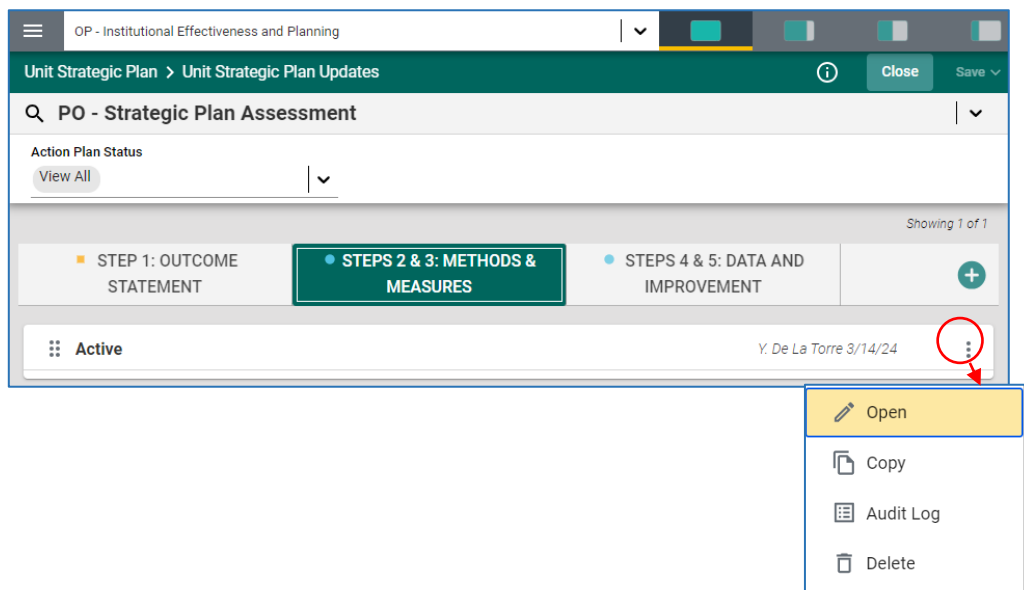 OP - Institutional Effectiveness and Planning
Unit Strategic Plan > Unit Strategic Plan Updates
Close
Save
PO - Strategic Plan Assessment
Action Plan Status
View All
Showing 1 of 1
STEP 1: OUTCOME
STATEMENT
STEPS 2 & 3: METHODS &
MEASURES
STEPS 4 & 5: DATA AND
IMPROVEMENT
Active
Y. De La Torre 3/14/24
Open
Copy
Audit Log
Delete